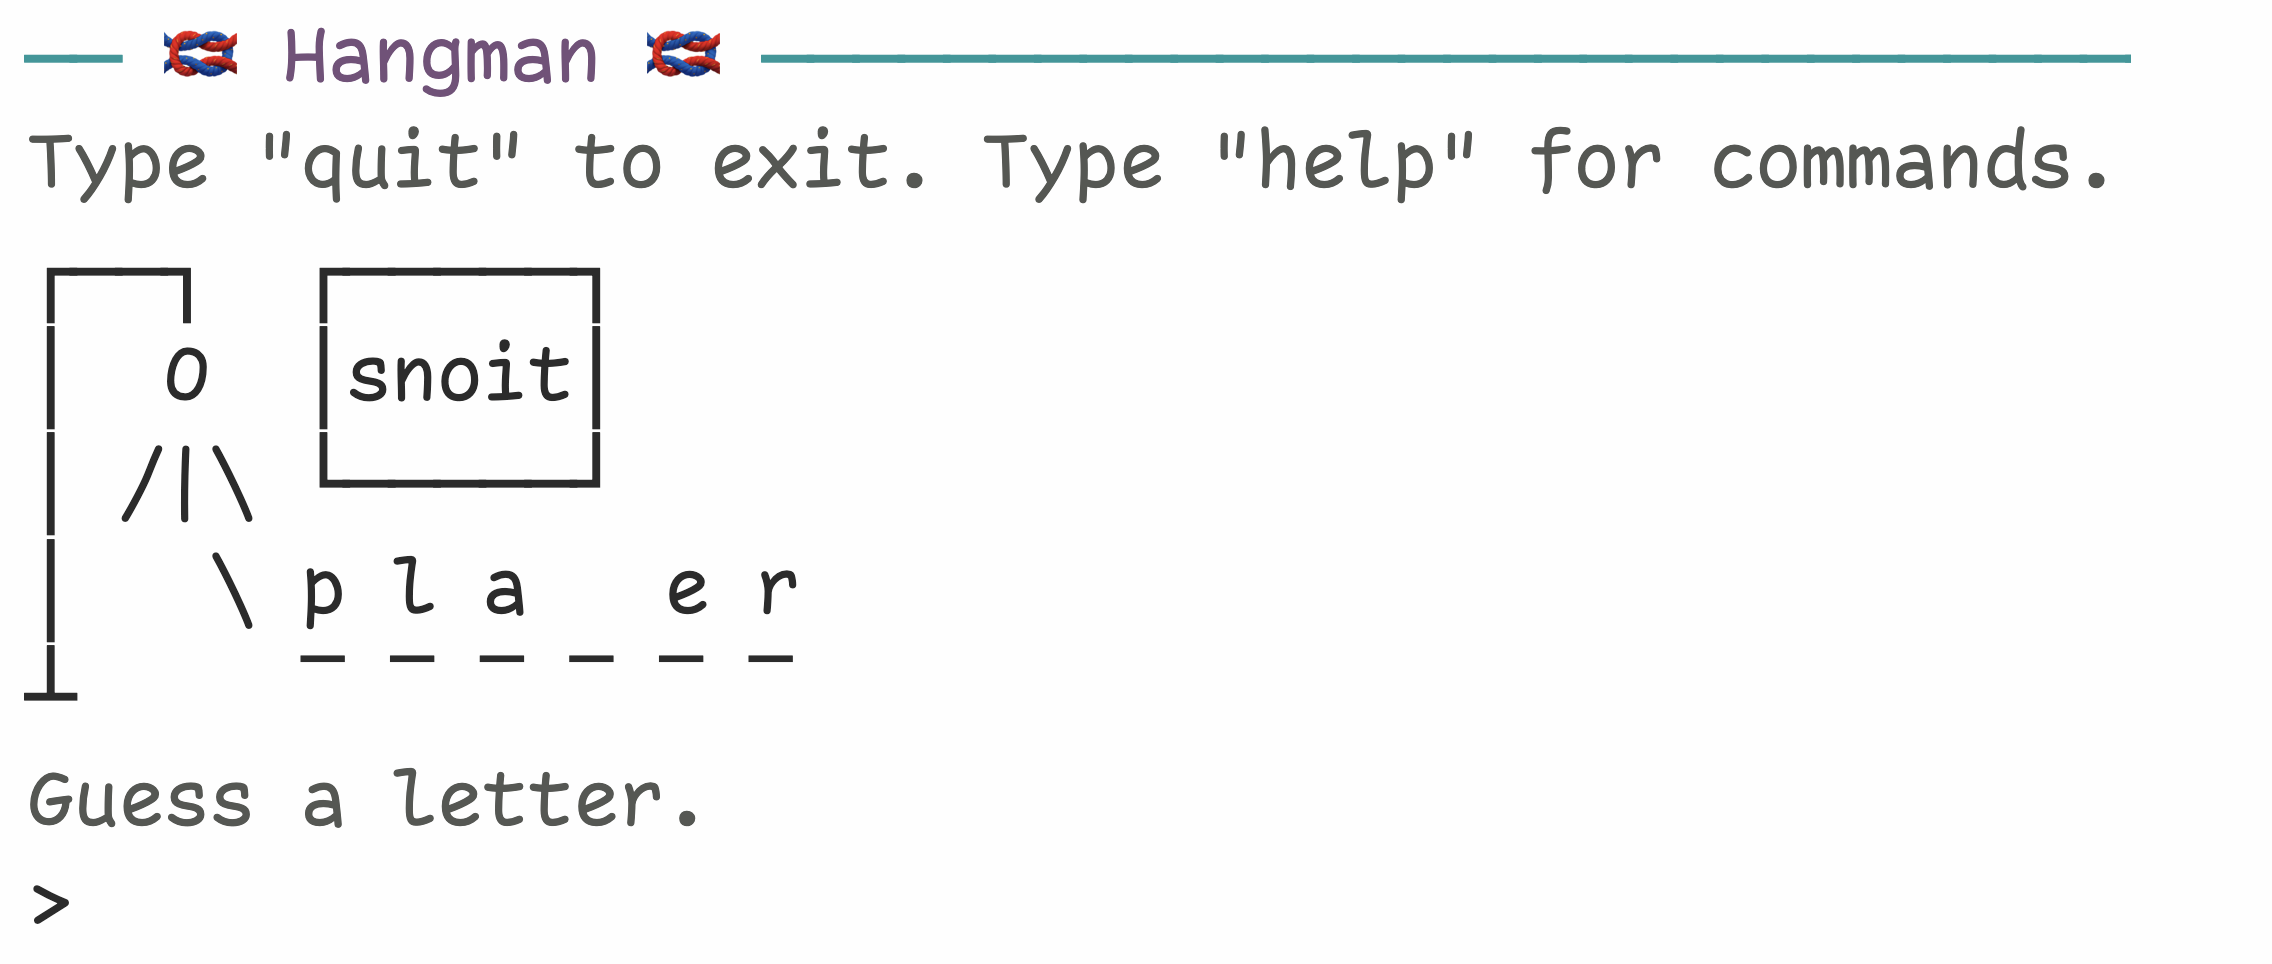 Hangman
Type "quit" to exit. Type "help" for commands.
O
snoit
/|\
\ p l a _ e r
Guess a letter.
>